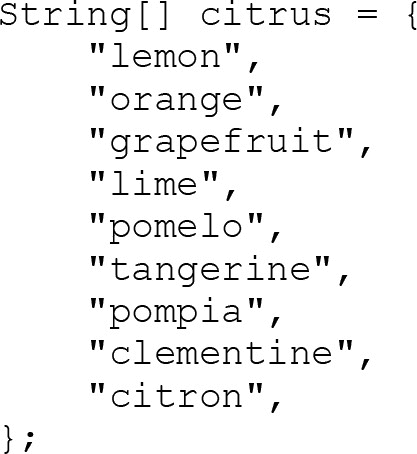 String[] citrus = {
    "lemon",
    "orange",
    "grapefruit",
    "lime",
    "pomelo",
    "tangerine",
    "pompia",
    "clementine",
    "citron",
};